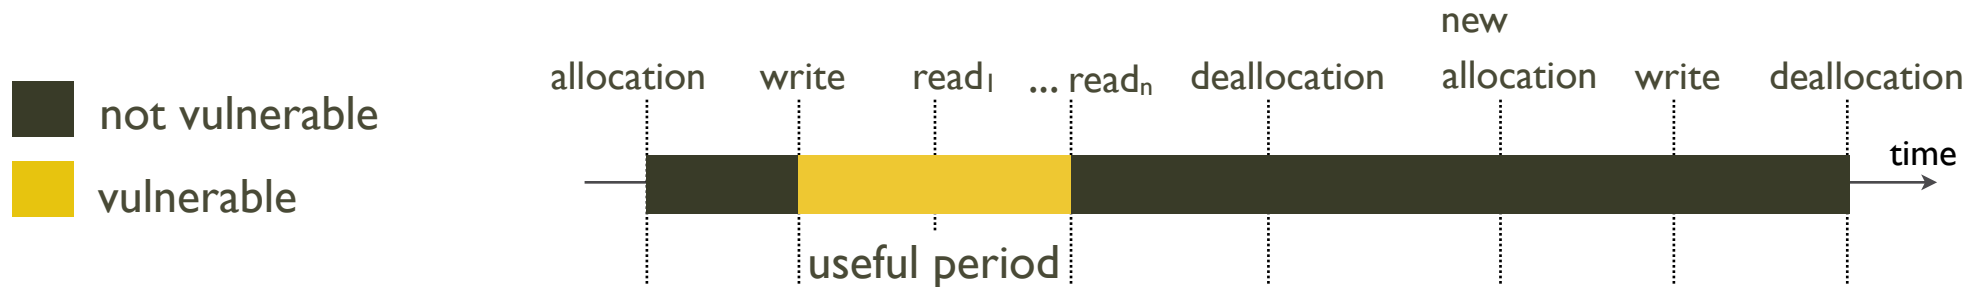 new
allocation write read1 ... readn deallocation allocation write deallocation
not vulnerable
time
vulnerable
useful period